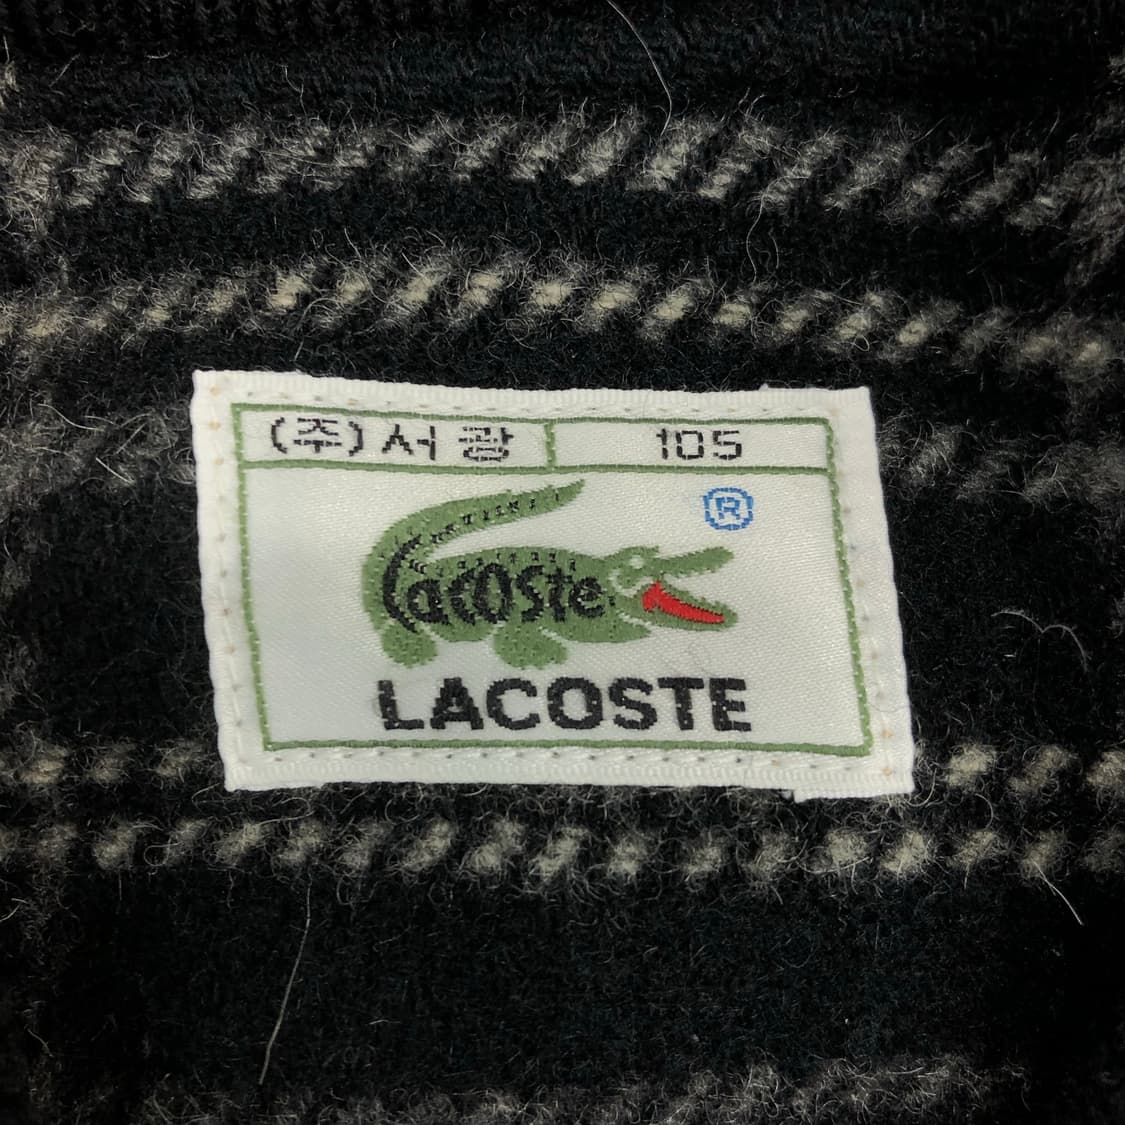 (주)서광 105
®
Lacoste
LACOSTE